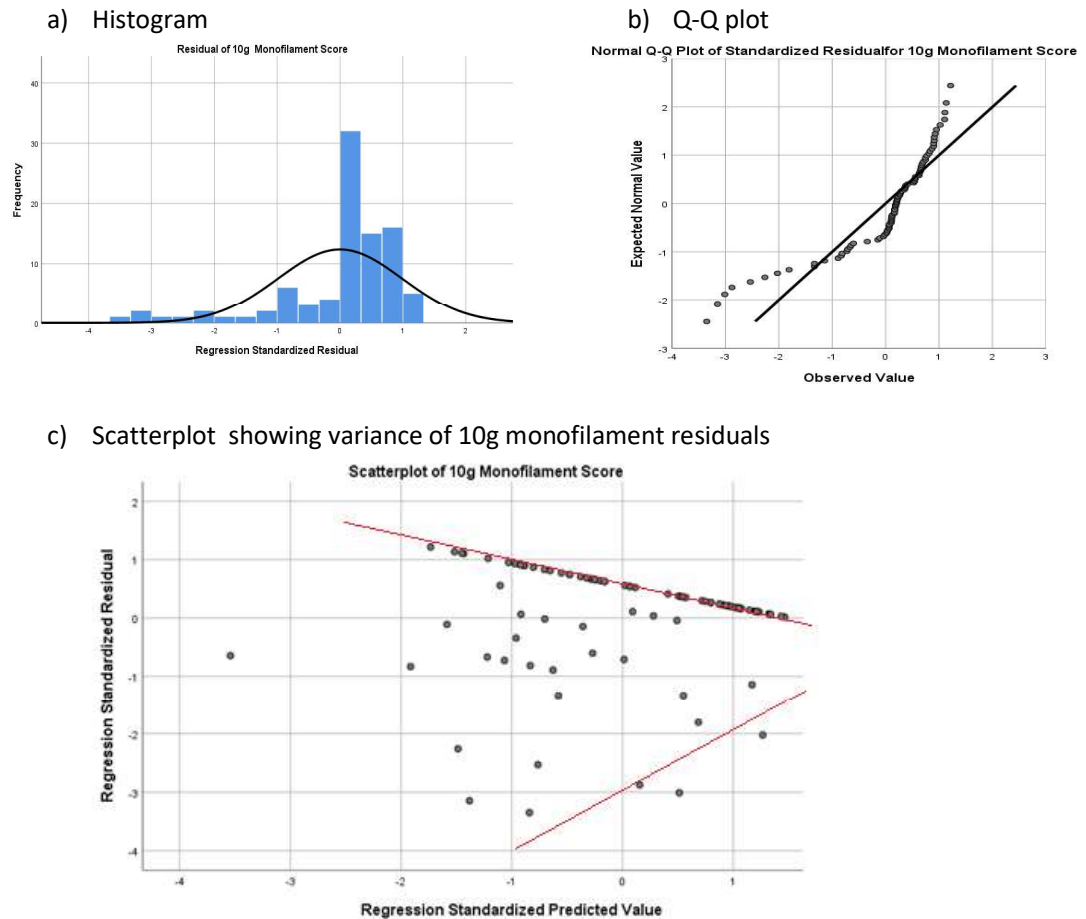 a) Histogram
Residual of 10g Monofilament Score
40
30
20
10
0
Frequency
-4 -3 -2 -1 0 1 2
Regression Standardized Residual
b) Q-Q plot
Normal Q-Q Plot of Standardized Residualfor 10g Monofilament Score
3
2
1
0
-1
-2
-3
Expected Normal Value
-4 -3 -2 -1 0 1 2 3
Observed Value
c) Scatterplot showing variance of 10g monofilament residuals
Scatterplot of 10g Monofilament Score
2
1
0
-1
-2
-3
-4
Regression Standardized Residual
-4 -3 -2 -1 0 1
Regression Standardized Predicted Value